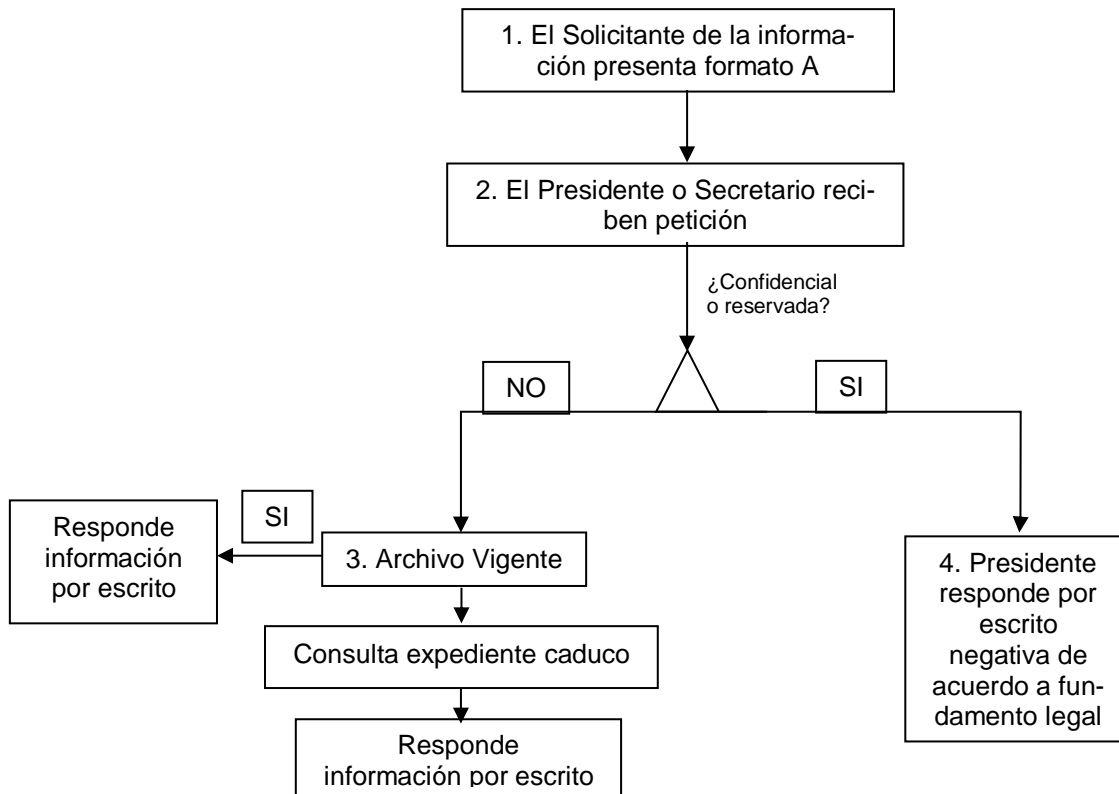 1. El Solicitante de la informa-
ción presenta formato A
2. El Presidente o Secretario reci-
ben petición
¿Confidencial
o reservada?
NO
SI
SI
Responde
información
por escrito
3. Archivo Vigente
4. Presidente
responde por
escrito
negativa de
acuerdo a fun-
damento legal
Consulta expediente caduco
Responde
información por escrito